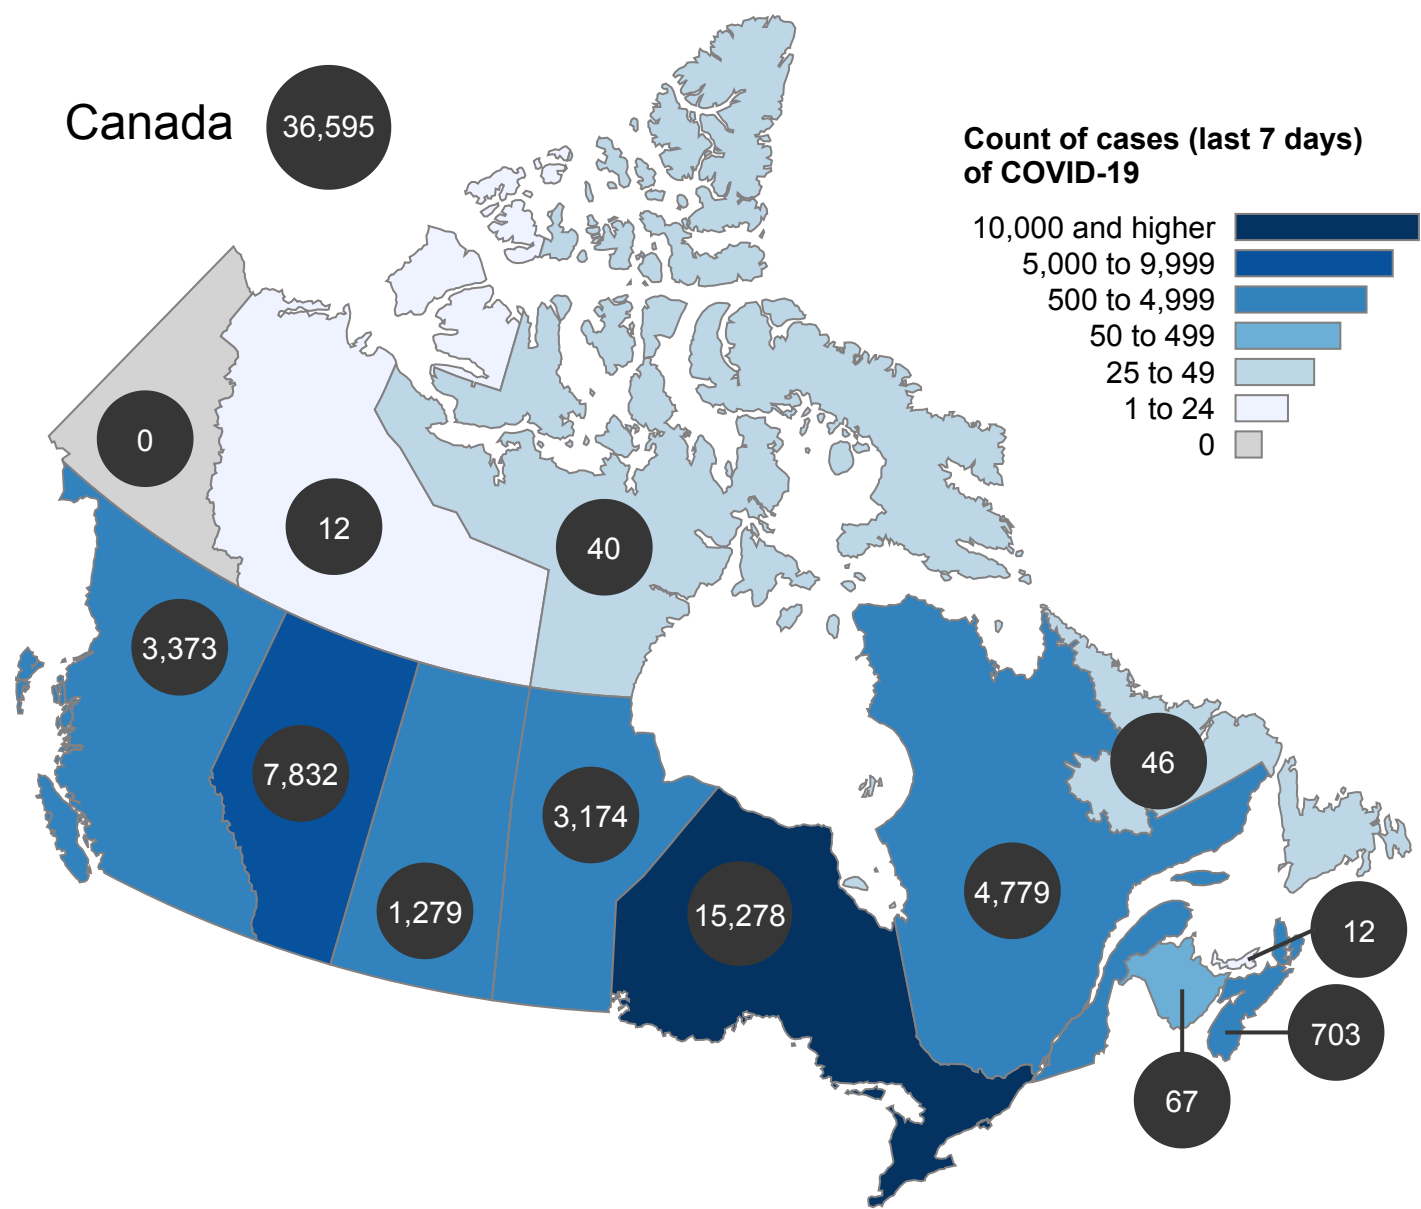 Canada
36,595
Count of cases (last 7 days)
of COVID-19
10,000 and higher
5,000 to 9,999
500 to 4,999
50 to 499
25 to 49
1 to 24
0
0
12
40
3,373
7,832
1,279
3,174
15,278
4,779
46
12
703
67